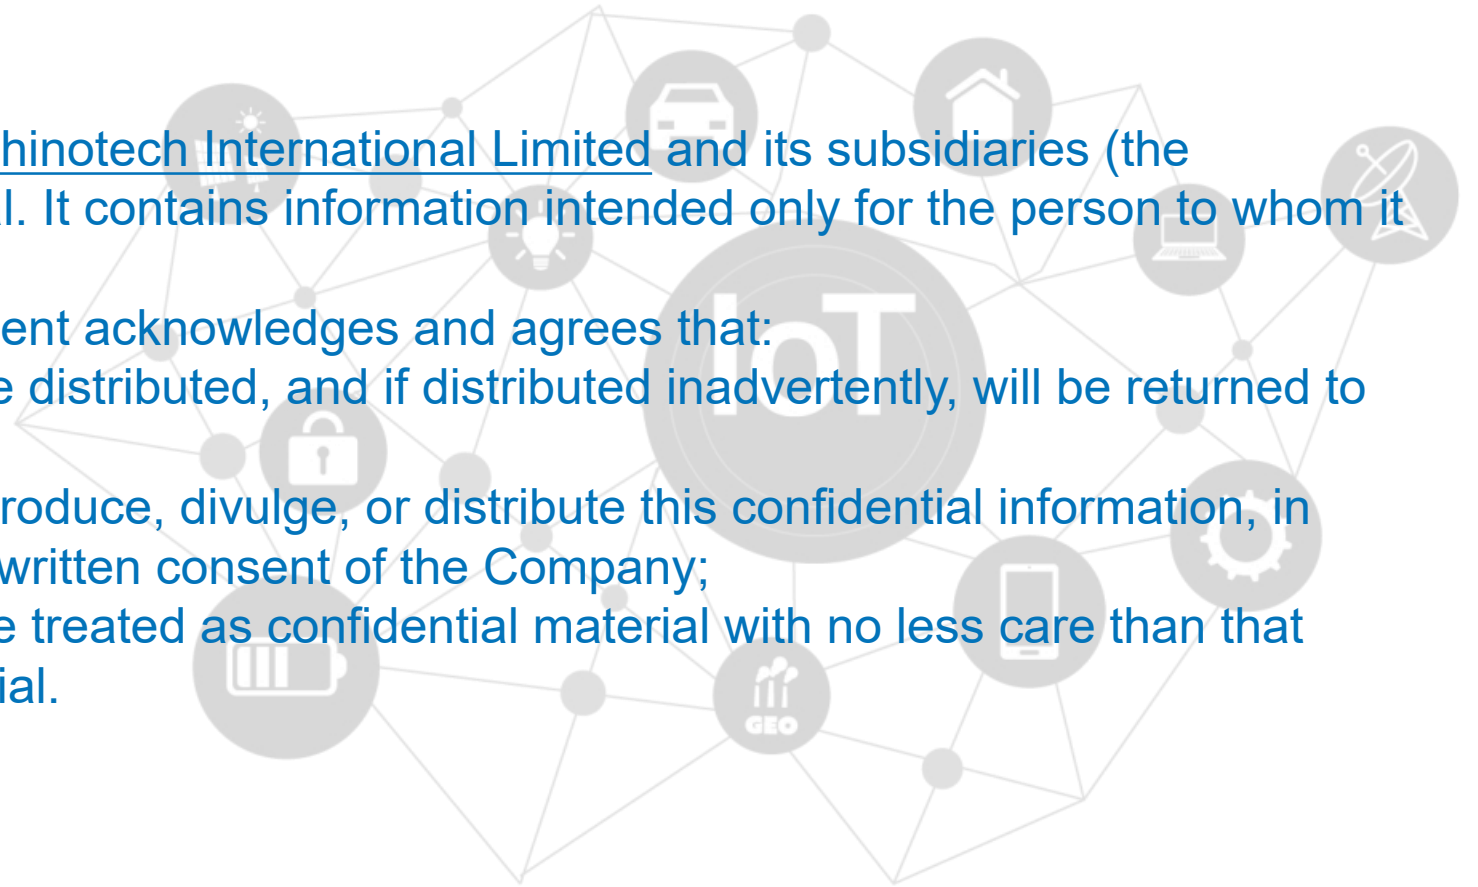 hinotech International Limited and its subsidiaries (the
l. It contains information intended only for the person to whom it
ent acknowledges and agrees that:
e distributed, and if distributed inadvertently, will be returned to
roduce, divulge, or distribute this confidential information, in
written consent of the Company;
e treated as confidential material with no less care than that
ial.
IoT
GEO